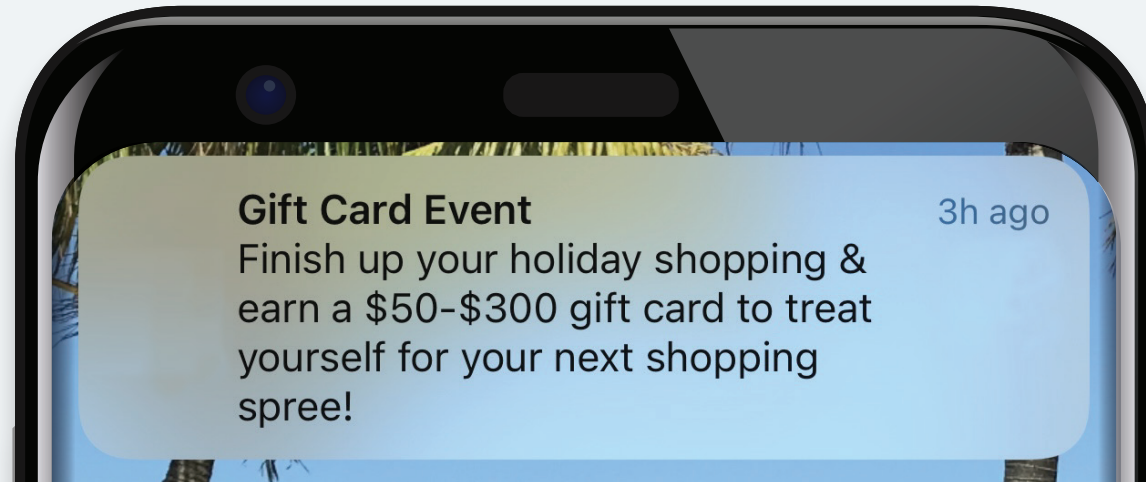 Gift Card Event
3h ago
Finish up your holiday shopping &
earn a $50-$300 gift card to treat
yourself for your next shopping
spree!